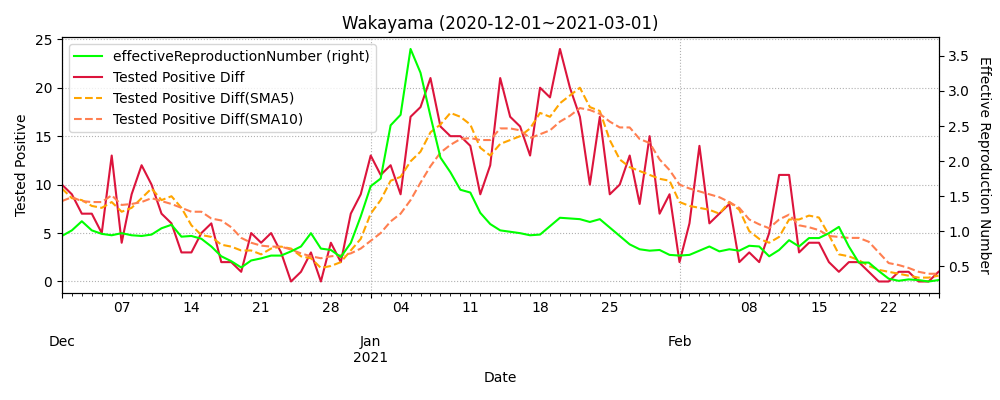 Wakayama (2020-12-01~2021-03-01)
effectiveReproductionNumber (right)
Tested Positive Diff
Tested Positive Diff(SMA5)
Tested Positive Diff(SMA10)
Tested Positive
25
20
15
10
5
0
Effective Reproduction Number
3.5
3.0
2.5
2.0
1.5
1.0
0.5
07 14 21 28 04 11 18 25 08 15 22
Dec Jan Feb
2021
Date